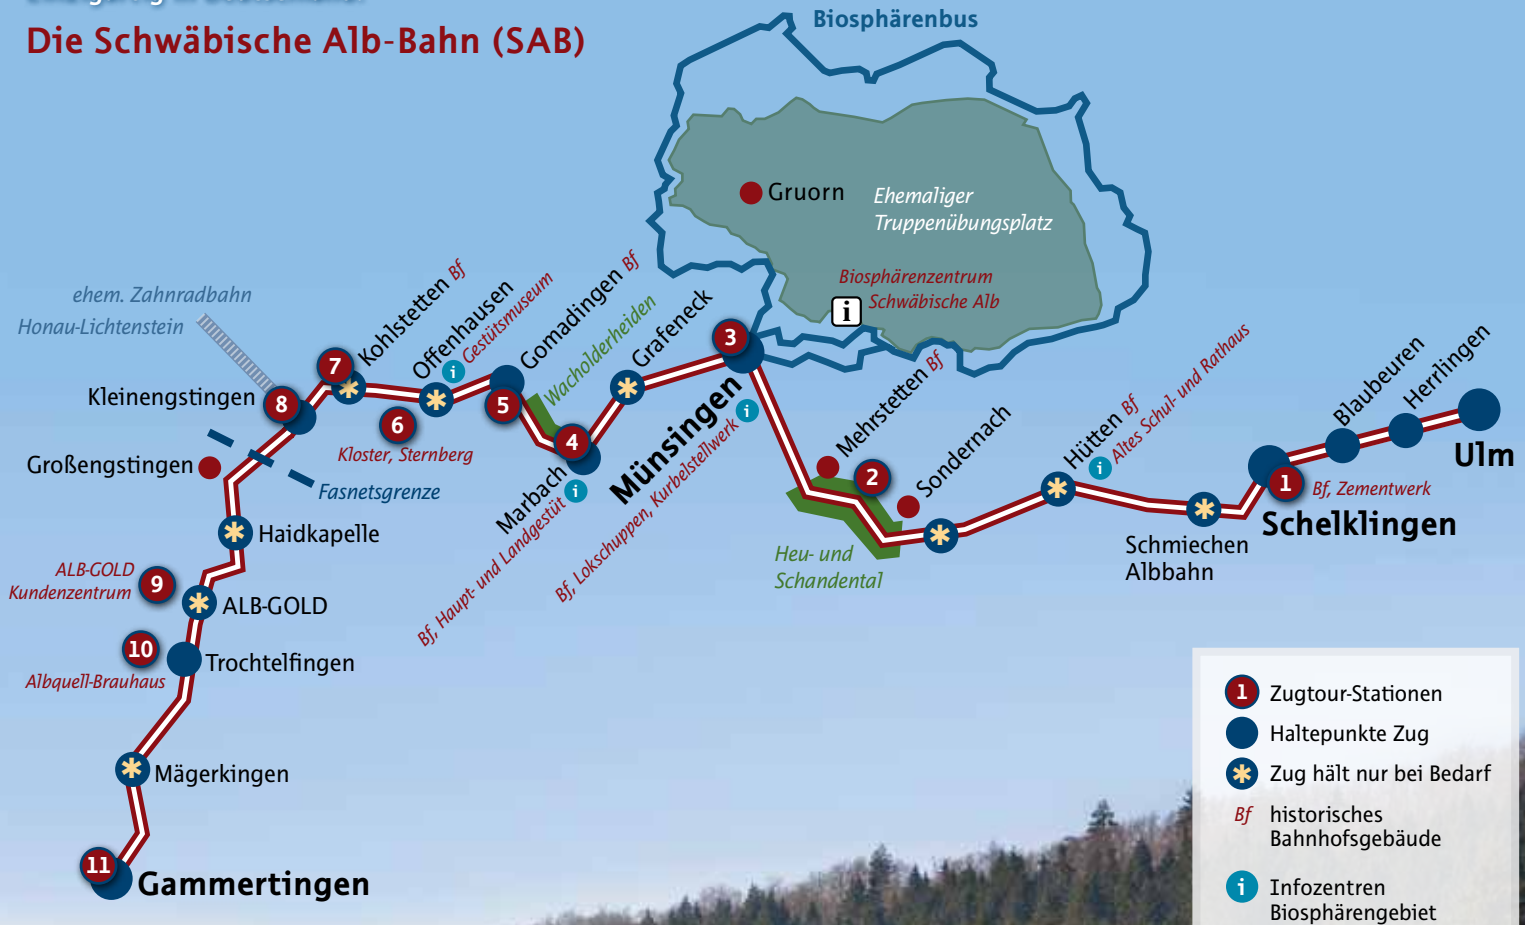 Die Schwäbische Alb-Bahn (SAB)
Biosphärenbus
Gruorn
Ehemaliger
Truppenübungsplatz
Biosphärenzentrum
Schwäbische Alb
i
ehem. Zahnradbahn
Honau-Lichtenstein
Kleinengstingen
8
7
Kohlstetten Bf
Offenhausen
i Gestütsmuseum
Gomadingen Bf
5
6
Kloster, Sternberg
Wacholderheiden
4
Marbach
Bf, Haupt- und Landgestüt i
Grafeneck
3
Münsingen
Bf, Lokschuppen, Kurbelstellwerk i
Mehrstetten Bf
2
Heu- und
Schandental
Sondernach
Hütten Bf
i Altes Schul- und Rathaus
Schmiechen
Albbahn
1
Bf, Zementwerk
Schelklingen
Blaubeuren
Herrlingen
Ulm
Großengstingen
Fasnetsgrenze
Haidkapelle
ALB-GOLD
Kundenzentrum
9
ALB-GOLD
10
Albquell-Brauhaus
Trochtelfingen
Mägerkingen
11
Gammertingen
1 Zugtour-Stationen
Haltepunkte Zug
Zug hält nur bei Bedarf
Bf historisches
Bahnhofsgebäude
i Infozentren
Biosphärengebiet